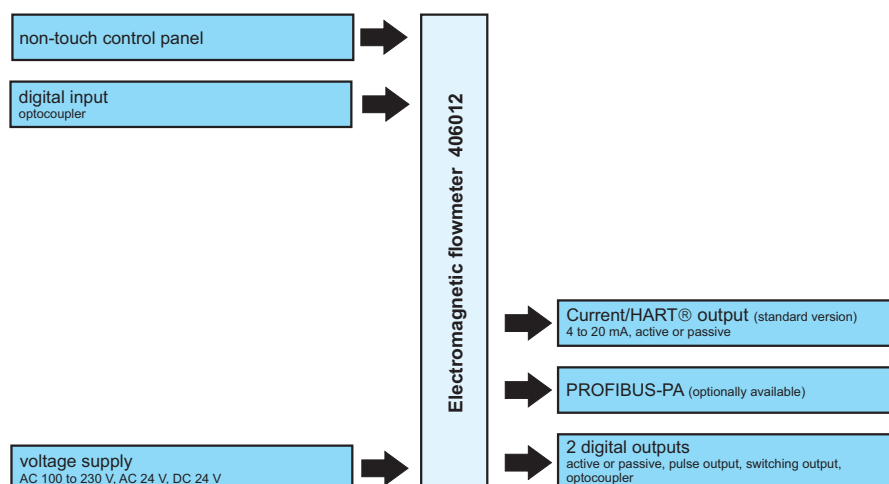 non-touch control panel
digital input
optocoupler
Electromagnetic flowmeter 406012
Current/HART® output (standard version)
4 to 20 mA, active or passive
PROFIBUS-PA (optionally available)
voltage supply
AC 100 to 230 V, AC 24 V, DC 24 V
2 digital outputs
active or passive, pulse output, switching output,
optocoupler